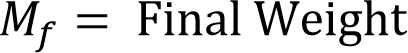 M_f = Final Weight